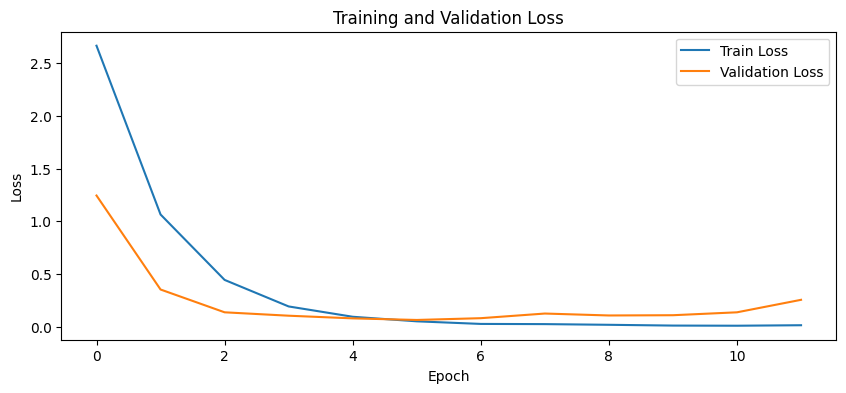 Training and Validation Loss
Train Loss
Validation Loss
2.5
2.0
1.5
1.0
0.5
0.0
Loss
0 2 4 6 8 10
Epoch